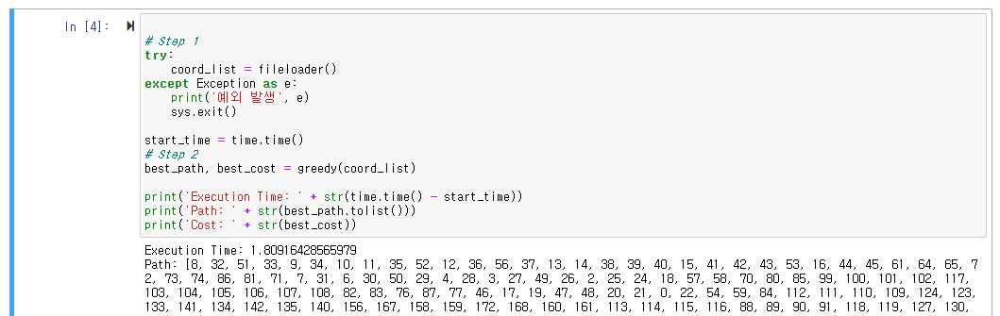 In [4]:
# Step 1
try:
    coord_list = fileloader()
except Exception as e:
    print('예외 발생', e)
    sys.exit()
start_time = time.time()
# Step 2
best_path, best_cost = greedy(coord_list)
print('Execution Time: ' + str(time.time() - start_time))
print('Path: ' + str(best_path.tolist()))
print('Cost: ' + str(best_cost))
Execution Time: 1.80916428565979
Path: [8, 32, 51, 33, 9, 34, 10, 11, 35, 52, 12, 36, 56, 37, 13, 14, 38, 39, 40, 15, 41, 42, 43, 53, 16, 44, 45, 61, 64, 65, 7
2, 73, 74, 86, 81, 71, 7, 31, 6, 30, 50, 29, 4, 28, 3, 27, 49, 26, 2, 25, 24, 18, 57, 58, 70, 80, 85, 99, 100, 101, 102, 117,
103, 104, 105, 106, 107, 108, 82, 83, 76, 87, 77, 46, 17, 19, 47, 48, 20, 21, 0, 22, 54, 59, 84, 112, 111, 110, 109, 124, 123,
133, 141, 134, 142, 135, 140, 156, 167, 158, 159, 172, 168, 160, 161, 113, 114, 115, 116, 88, 89, 90, 91, 118, 119, 127, 130,